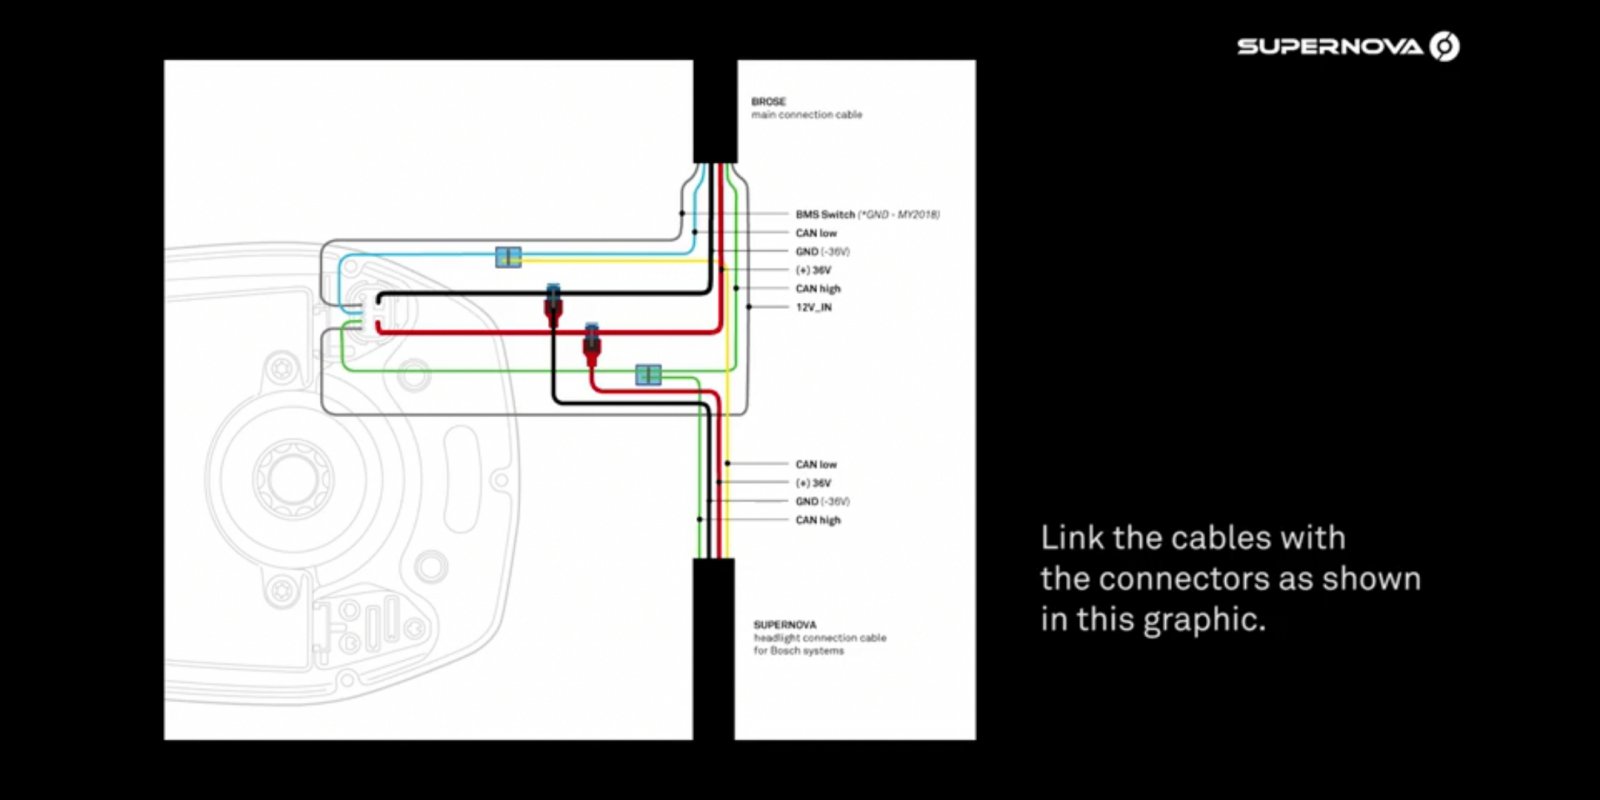 SUPERNOVA
BROSE
main connection cable
BMS Switch (*GND - MY2018)
CAN low
GND (-36V)
(+) 36V
CAN high
12V_IN
CAN low
(+) 36V
GND (-36V)
CAN high
Link the cables with
the connectors as shown
in this graphic.
SUPERNOVA
headlight connection cable
for Bosch systems